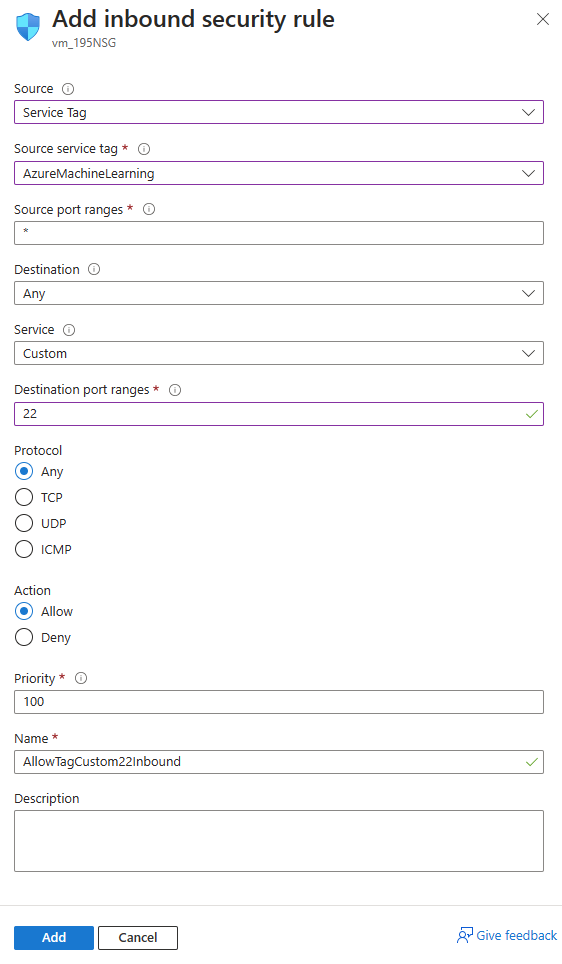 Add inbound security rule
vm_195NSG
Source
Service Tag
Source service tag *
AzureMachineLearning
Source port ranges *
*
Destination
Any
Service
Custom
Destination port ranges *
22
Protocol
Any
TCP
UDP
ICMP
Action
Allow
Deny
Priority *
100
Name *
AllowTagCustom22Inbound
Description
Add Cancel Give feedback